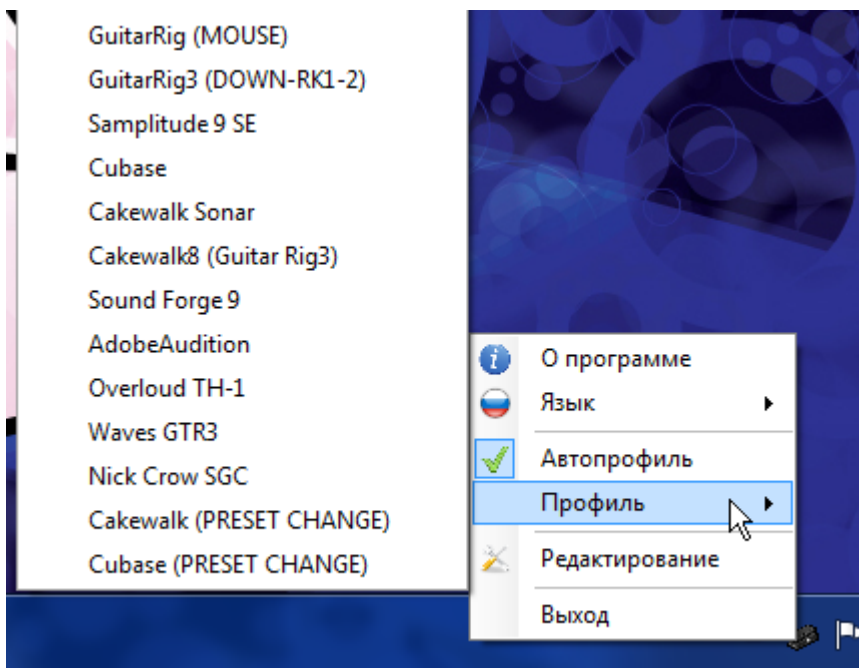 GuitarRig (MOUSE)
GuitarRig3 (DOWN-RK1-2)
Samplitude 9 SE
Cubase
Cakewalk Sonar
Cakewalk8 (Guitar Rig3)
Sound Forge 9
AdobeAudition
Overloud TH-1
Waves GTR3
Nick Crow SGC
Cakewalk (PRESET CHANGE)
Cubase (PRESET CHANGE)
О программе
Язык
Автопрофиль
Профиль
Редактирование
Выход